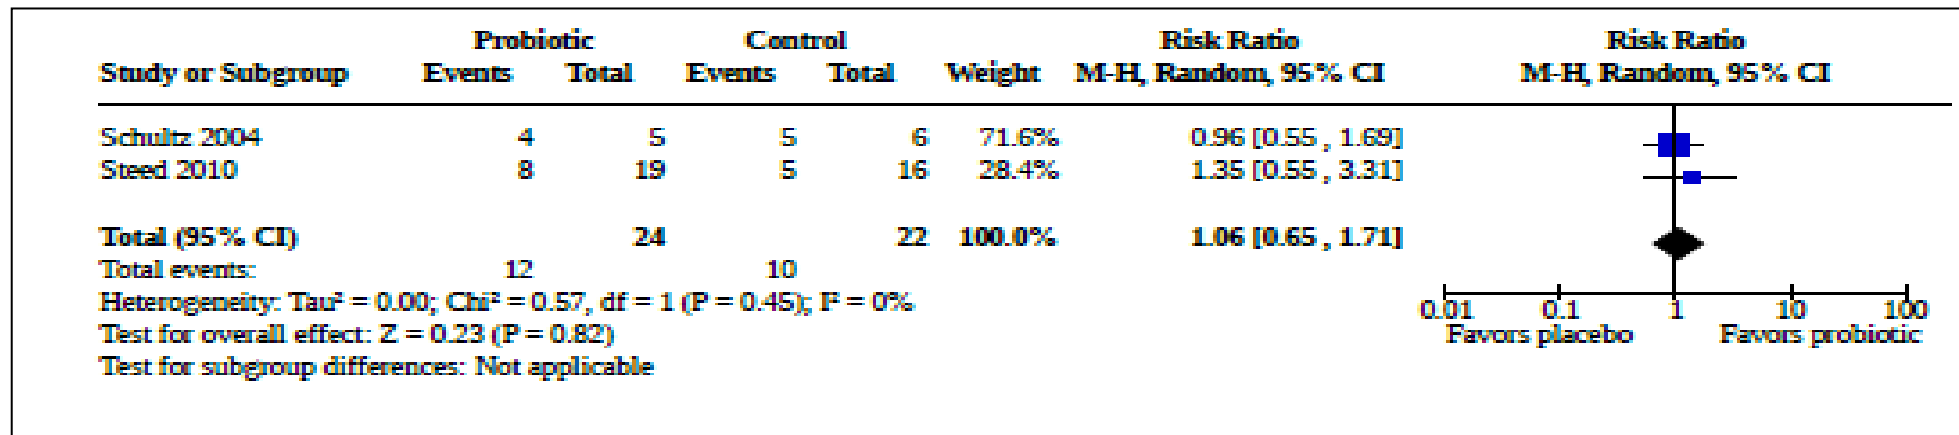 Probiotic Control Risk Ratio Risk Ratio
Study or Subgroup Events Total Events Total Weight M-H, Random, 95% CI M-H, Random, 95% CI
Schultz 2004 4 5 5 6 71.6% 0.96 [0.55 , 1.69]
Steed 2010 8 19 5 16 28.4% 1.35 [0.55 , 3.31]
Total (95% CI) 24 22 100.0% 1.06 [0.65 , 1.71]
Total events: 12 10
Heterogeneity: Tau² = 0.00; Chi² = 0.57, df = 1 (P = 0.45); I² = 0%
0.01 0.1 1 10 100
Test for overall effect: Z = 0.23 (P = 0.82)
Favors placebo Favors probiotic
Test for subgroup differences: Not applicable